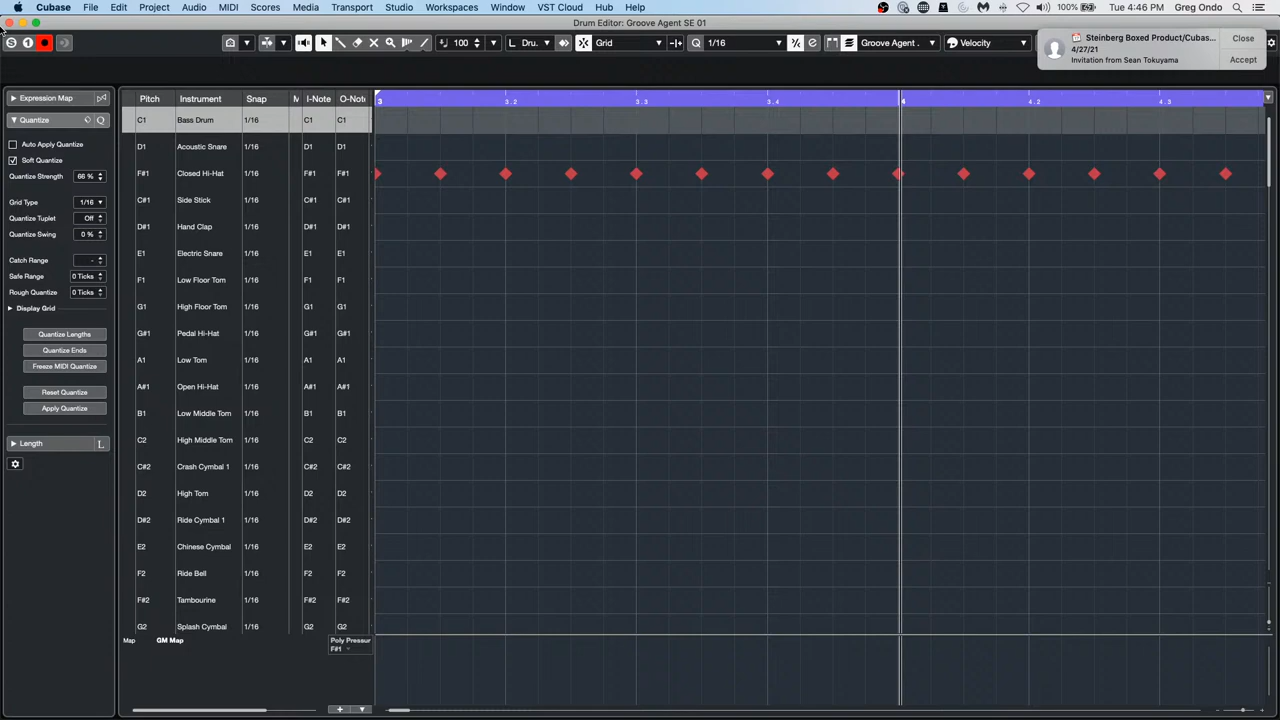 Cubase File Edit Project Audio MIDI Scores Media Transport Studio Workspaces Window VST Cloud Hub Help 100% Tue 4:46 PM Greg Ondo
Drum Editor: Groove Agent SE 01
S 100 L Dru. Grid Q 1/16 Groove Agent . Velocity
Steinberg Boxed Product/Cubas... Close
4/27/21
Invitation from Sean Tokuyama Accept
Expression Map
Quantize Q
Auto Apply Quantize
Soft Quantize
Quantize Strength 66 %
Grid Type 1/16
Quantize Tuplet Off
Quantize Swing 0 %
Catch Range -
Safe Range 0 Ticks
Rough Quantize 0 Ticks
Display Grid
Quantize Lengths
Quantize Ends
Freeze MIDI Quantize
Reset Quantize
Apply Quantize
Length L
Pitch Instrument Snap M I-Note O-Note 3 3.2 3.3 3.4 4 4.2 4.3
C1 Bass Drum 1/16 C1 C1
D1 Acoustic Snare 1/16 D1 D1
F#1 Closed Hi-Hat 1/16 F#1 F#1
C#1 Side Stick 1/16 C#1 C#1
D#1 Hand Clap 1/16 D#1 D#1
E1 Electric Snare 1/16 E1 E1
F1 Low Floor Tom 1/16 F1 F1
G1 High Floor Tom 1/16 G1 G1
G#1 Pedal Hi-Hat 1/16 G#1 G#1
A1 Low Tom 1/16 A1 A1
A#1 Open Hi-Hat 1/16 A#1 A#1
B1 Low Middle Tom 1/16 B1 B1
C2 High Middle Tom 1/16 C2 C2
C#2 Crash Cymbal 1 1/16 C#2 C#2
D2 High Tom 1/16 D2 D2
D#2 Ride Cymbal 1 1/16 D#2 D#2
E2 Chinese Cymbal 1/16 E2 E2
F2 Ride Bell 1/16 F2 F2
F#2 Tambourine 1/16 F#2 F#2
G2 Splash Cymbal 1/16 G2 G2
Map GM Map Poly Pressur
F#1